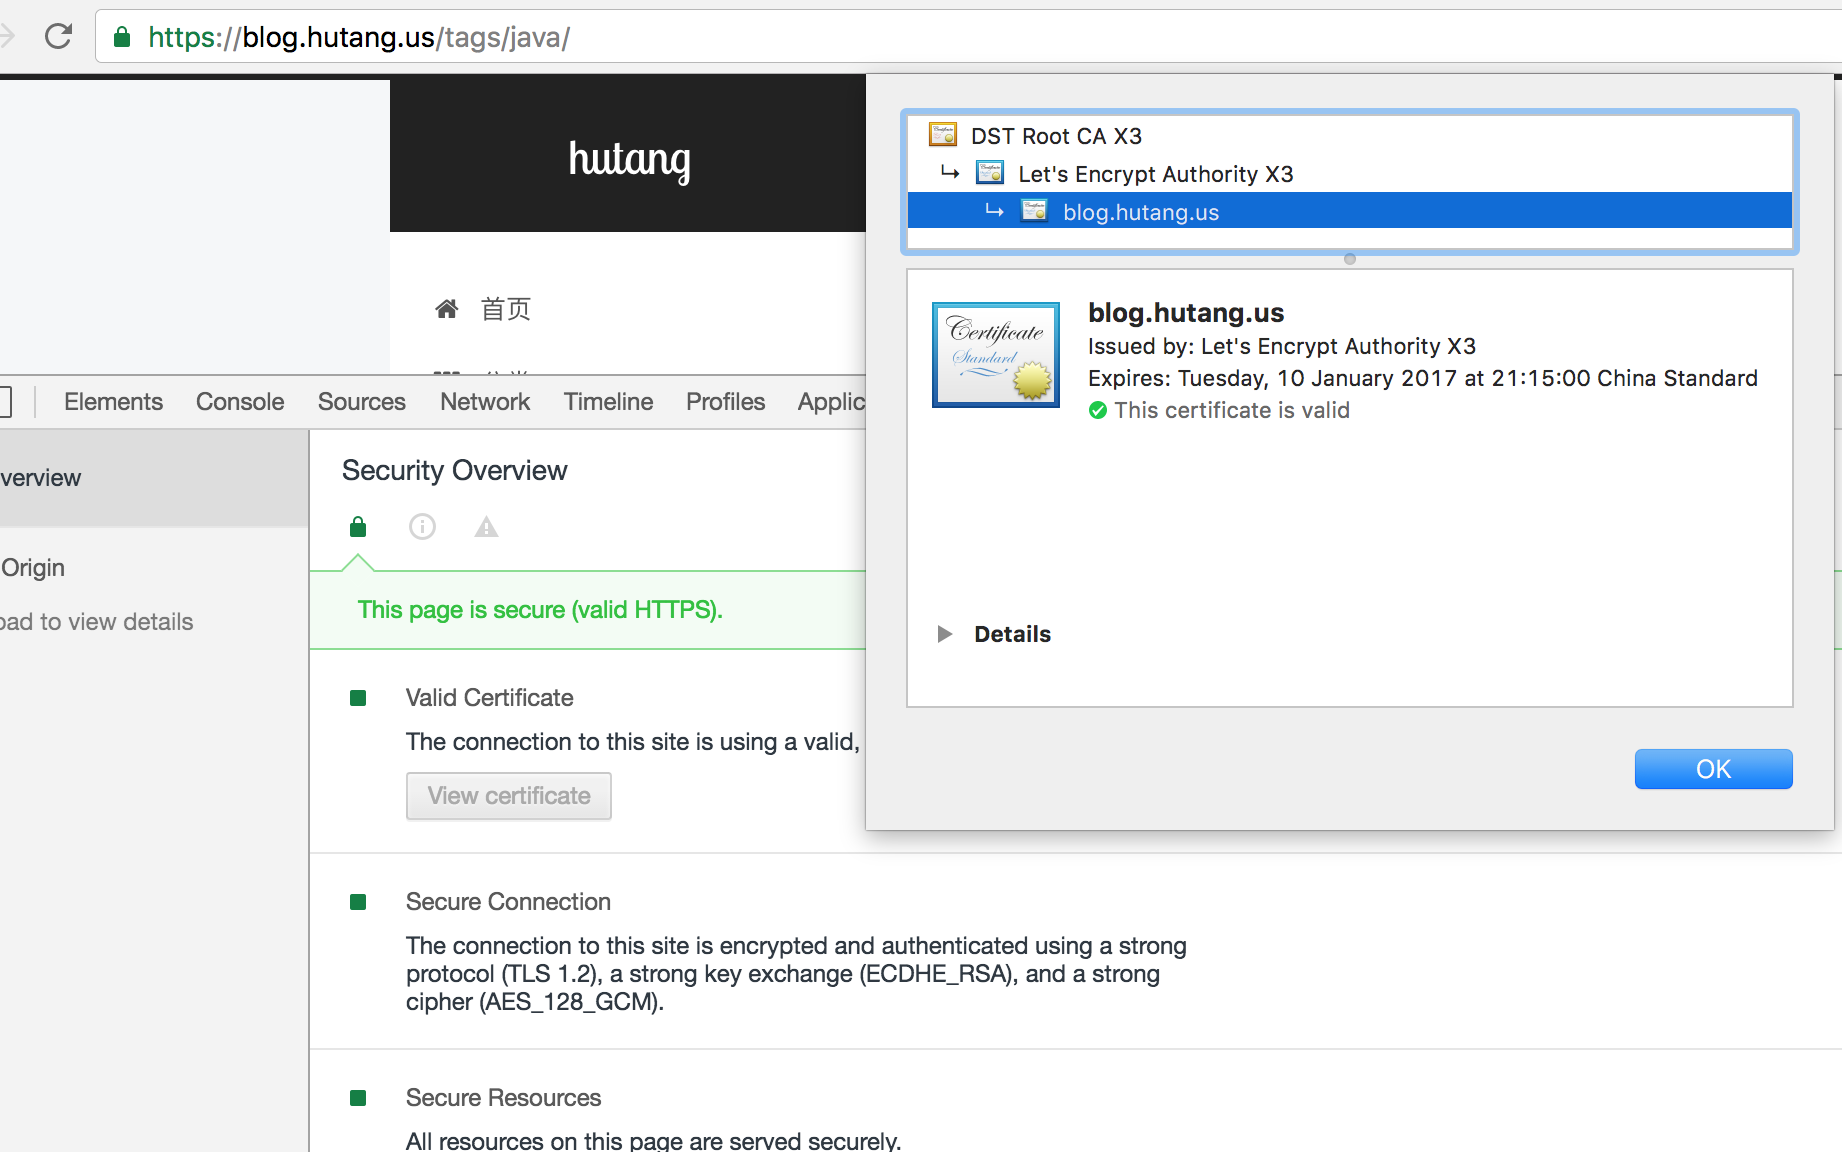 https://blog.hutang.us/tags/java/
hutang
首页
DST Root CA X3
Let's Encrypt Authority X3
blog.hutang.us
blog.hutang.us
Issued by: Let's Encrypt Authority X3
Expires: Tuesday, 10 January 2017 at 21:15:00 China Standard
This certificate is valid
Details
OK
Elements Console Sources Network Timeline Profiles Applic
verview
Origin
oad to view details
Security Overview
This page is secure (valid HTTPS).
Valid Certificate
The connection to this site is using a valid,
View certificate
Secure Connection
The connection to this site is encrypted and authenticated using a strong
protocol (TLS 1.2), a strong key exchange (ECDHE_RSA), and a strong
cipher (AES_128_GCM).
Secure Resources
All resources on this page are served securely.